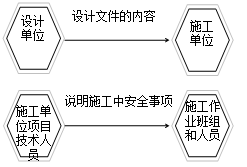 设计
单位
设计文件的内容
施工
单位
施工单
位项目
技术人
员
说明施工中安全事项
施工作
业班组
和人员